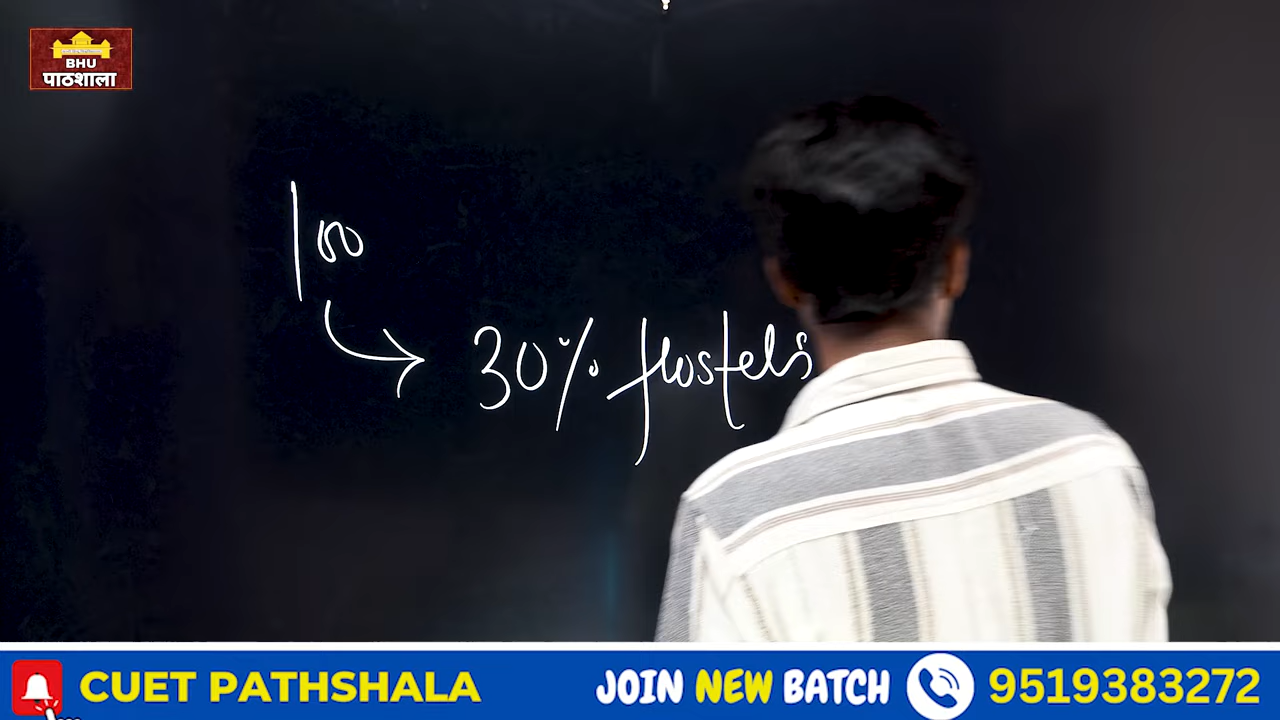 BHU
पाठशाला
100
30% Hostels
CUET PATHSHALA
JOIN NEW BATCH
9519383272